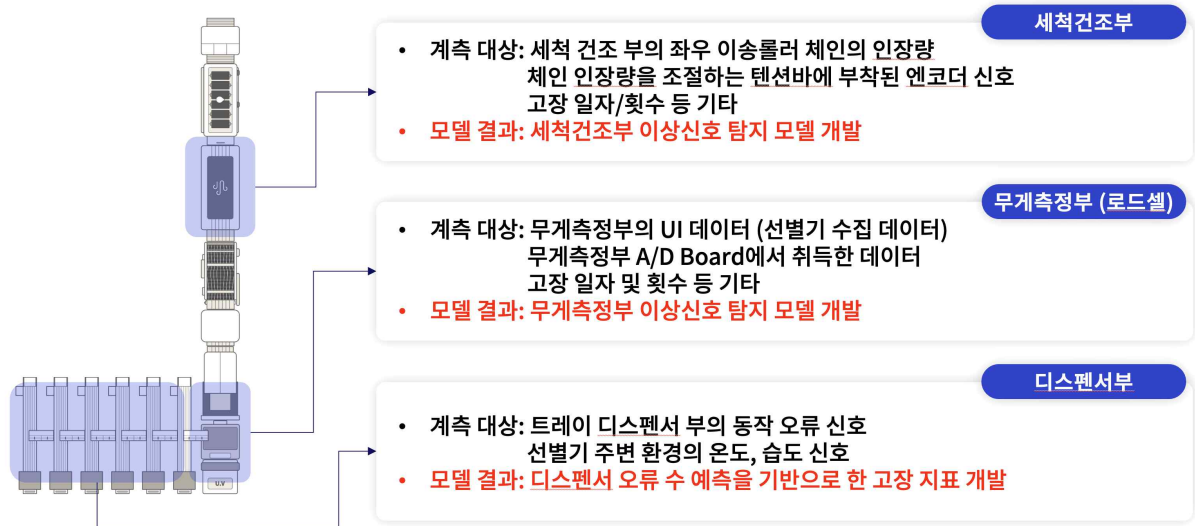 세척건조부
• 계측 대상: 세척 건조 부의 좌우 이송롤러 체인의 인장량
체인 인장량을 조절하는 텐션바에 부착된 엔코더 신호
고장 일자/횟수 등 기타
• 모델 결과: 세척건조부 이상신호 탐지 모델 개발
무게측정부 (로드셀)
• 계측 대상: 무게측정부의 UI 데이터 (선별기 수집 데이터)
무게측정부 A/D Board에서 취득한 데이터
고장 일자 및 횟수 등 기타
• 모델 결과: 무게측정부 이상신호 탐지 모델 개발
디스펜서부
• 계측 대상: 트레이 디스펜서 부의 동작 오류 신호
선별기 주변 환경의 온도, 습도 신호
• 모델 결과: 디스펜서 오류 수 예측을 기반으로 한 고장 지표 개발
U.V